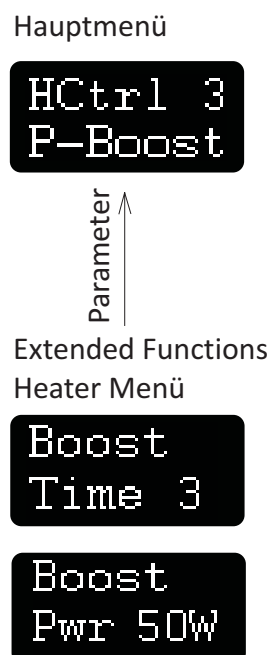 Hauptmenü
HCtrl 3
P-Boost
Parameter
Extended Functions
Heater Menü
Boost
Time 3
Boost
Pwr 50W